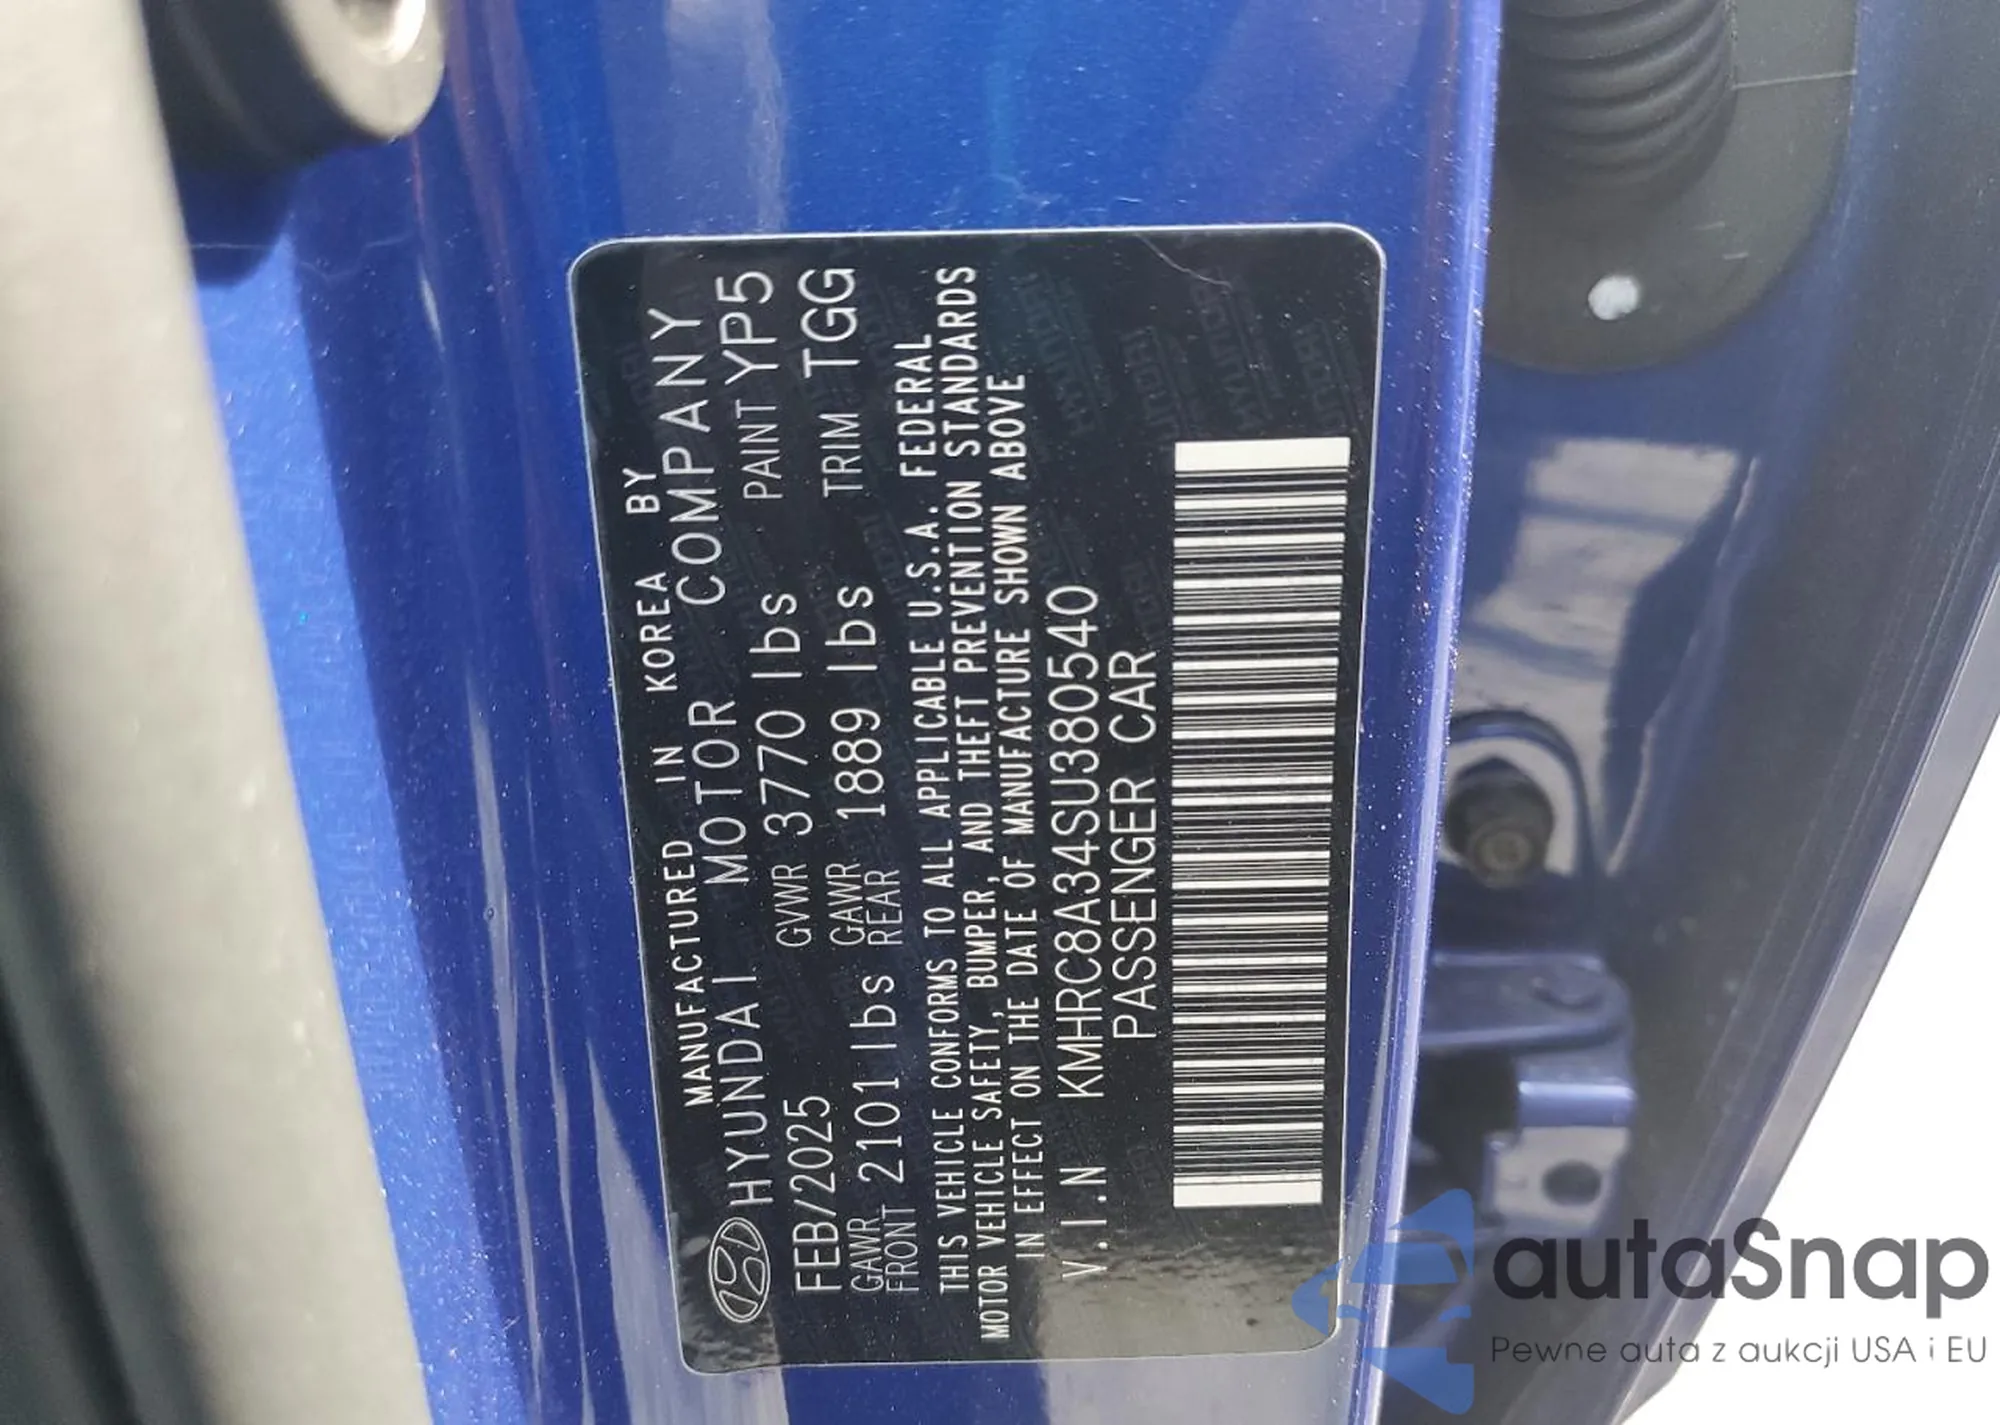 MANUFACTURED IN KOREA BY
HYUNDAI MOTOR COMPANY
FEB/2025 GVWR 3770 lbs PAINT YP5
GAWR FRONT 2101 lbs GAWR REAR 1889 lbs TRIM TGG
THIS VEHICLE CONFORMS TO ALL APPLICABLE U.S.A. FEDERAL
MOTOR VEHICLE SAFETY, BUMPER, AND THEFT PREVENTION STANDARDS
IN EFFECT ON THE DATE OF MANUFACTURE SHOWN ABOVE
V.I.N KMHRC8A34SU380540
PASSENGER CAR
autaSnap
Pewne auta z aukcji USA i EU